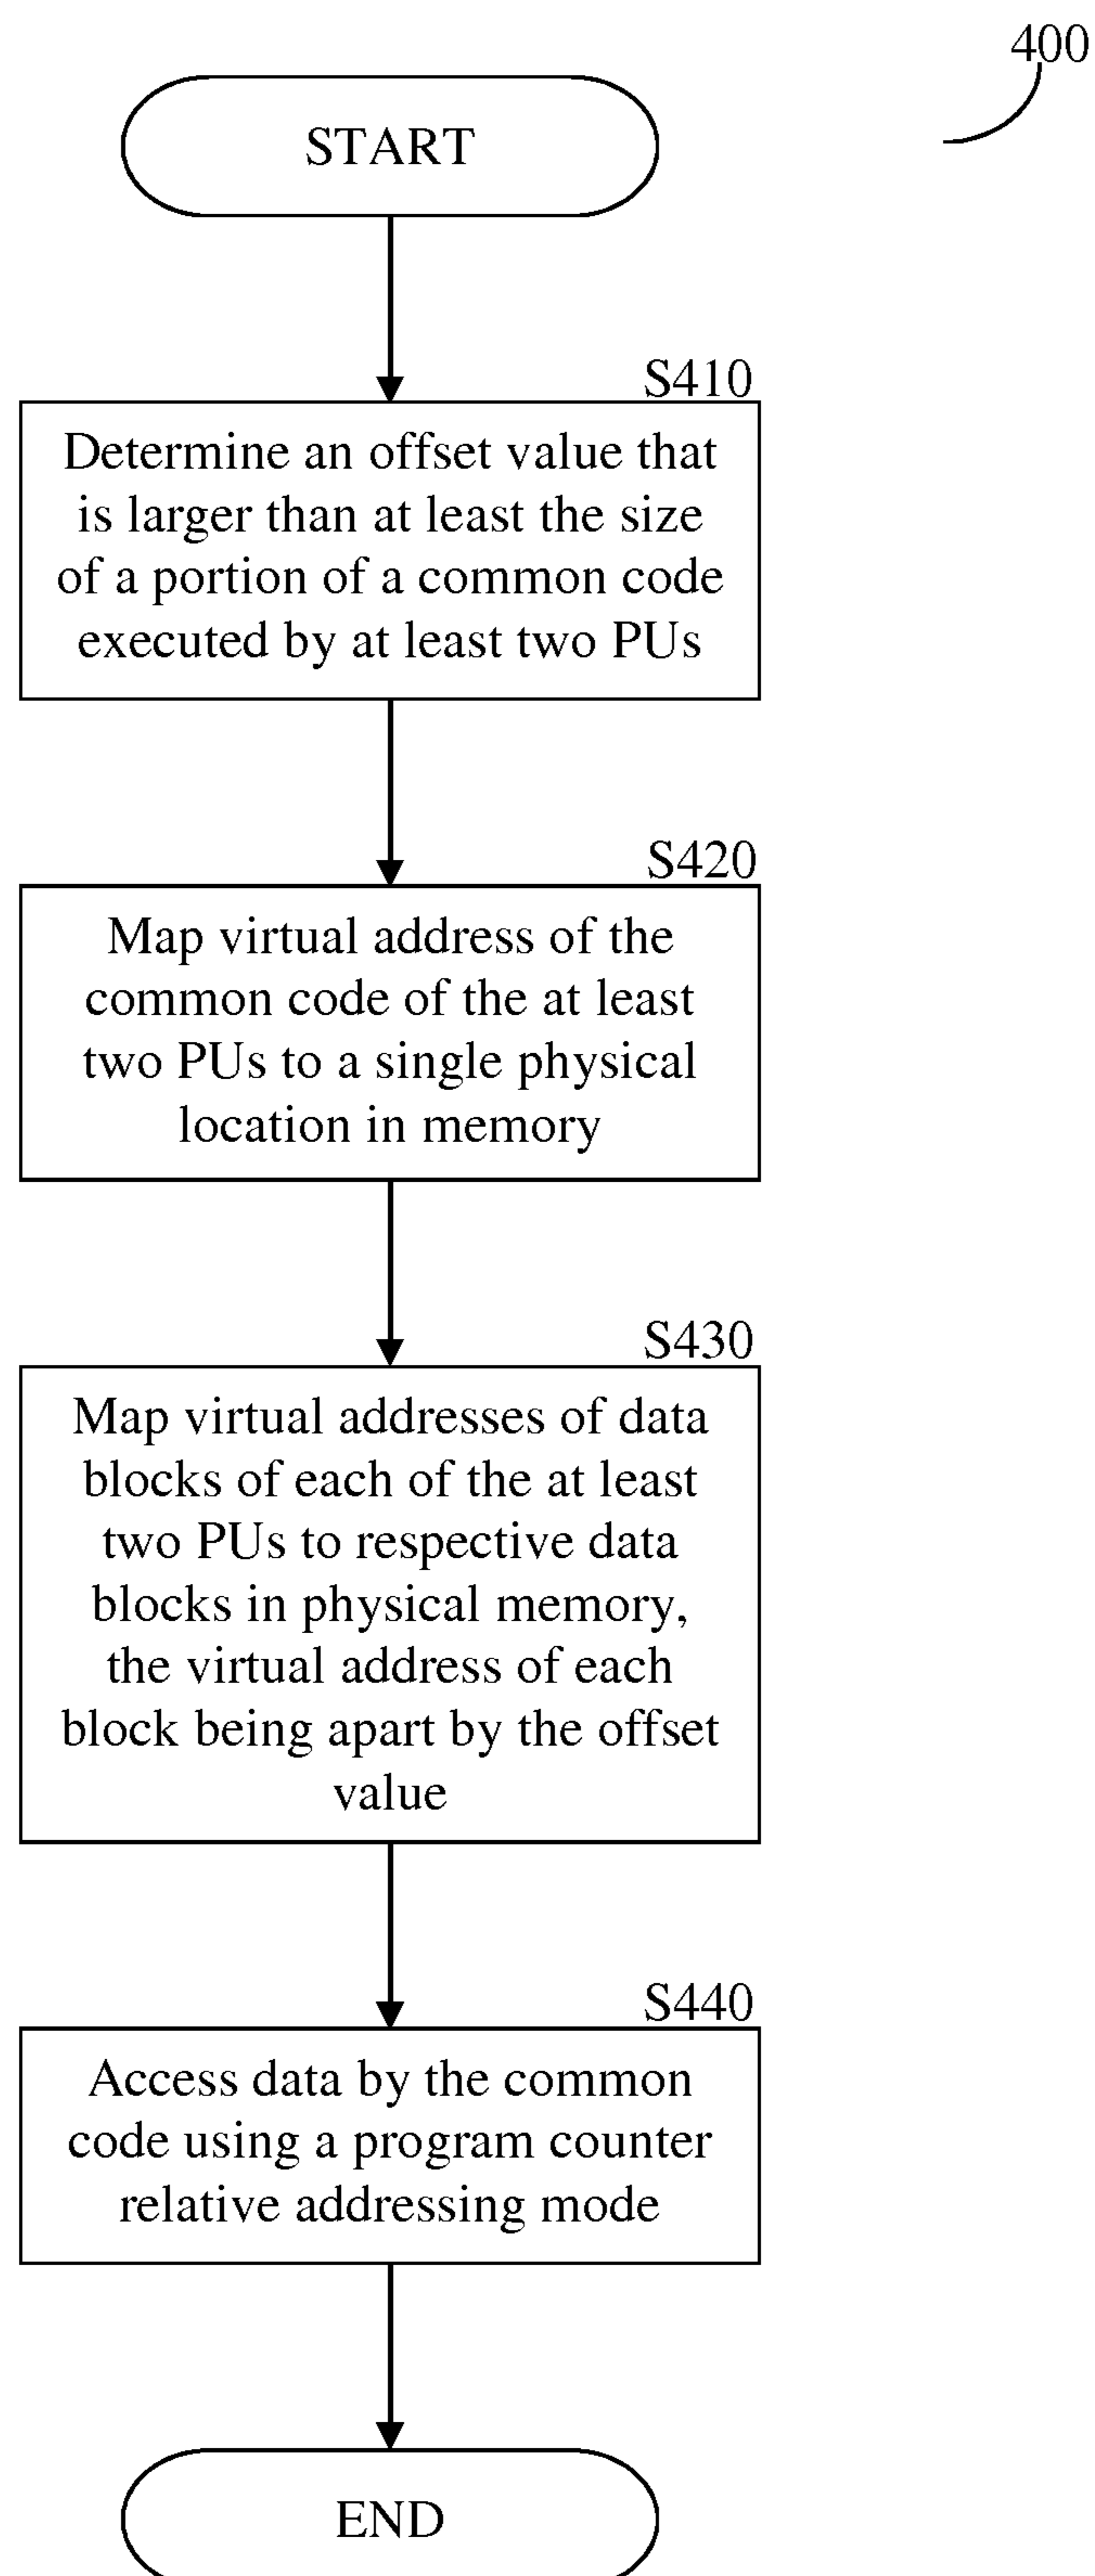 400
START
S410
Determine an offset value that
is larger than at least the size
of a portion of a common code
executed by at least two PUs
S420
Map virtual address of the
common code of the at least
two PUs to a single physical
location in memory
S430
Map virtual addresses of data
blocks of each of the at least
two PUs to respective data
blocks in physical memory,
the virtual address of each
block being apart by the offset
value
S440
Access data by the common
code using a program counter
relative addressing mode
END